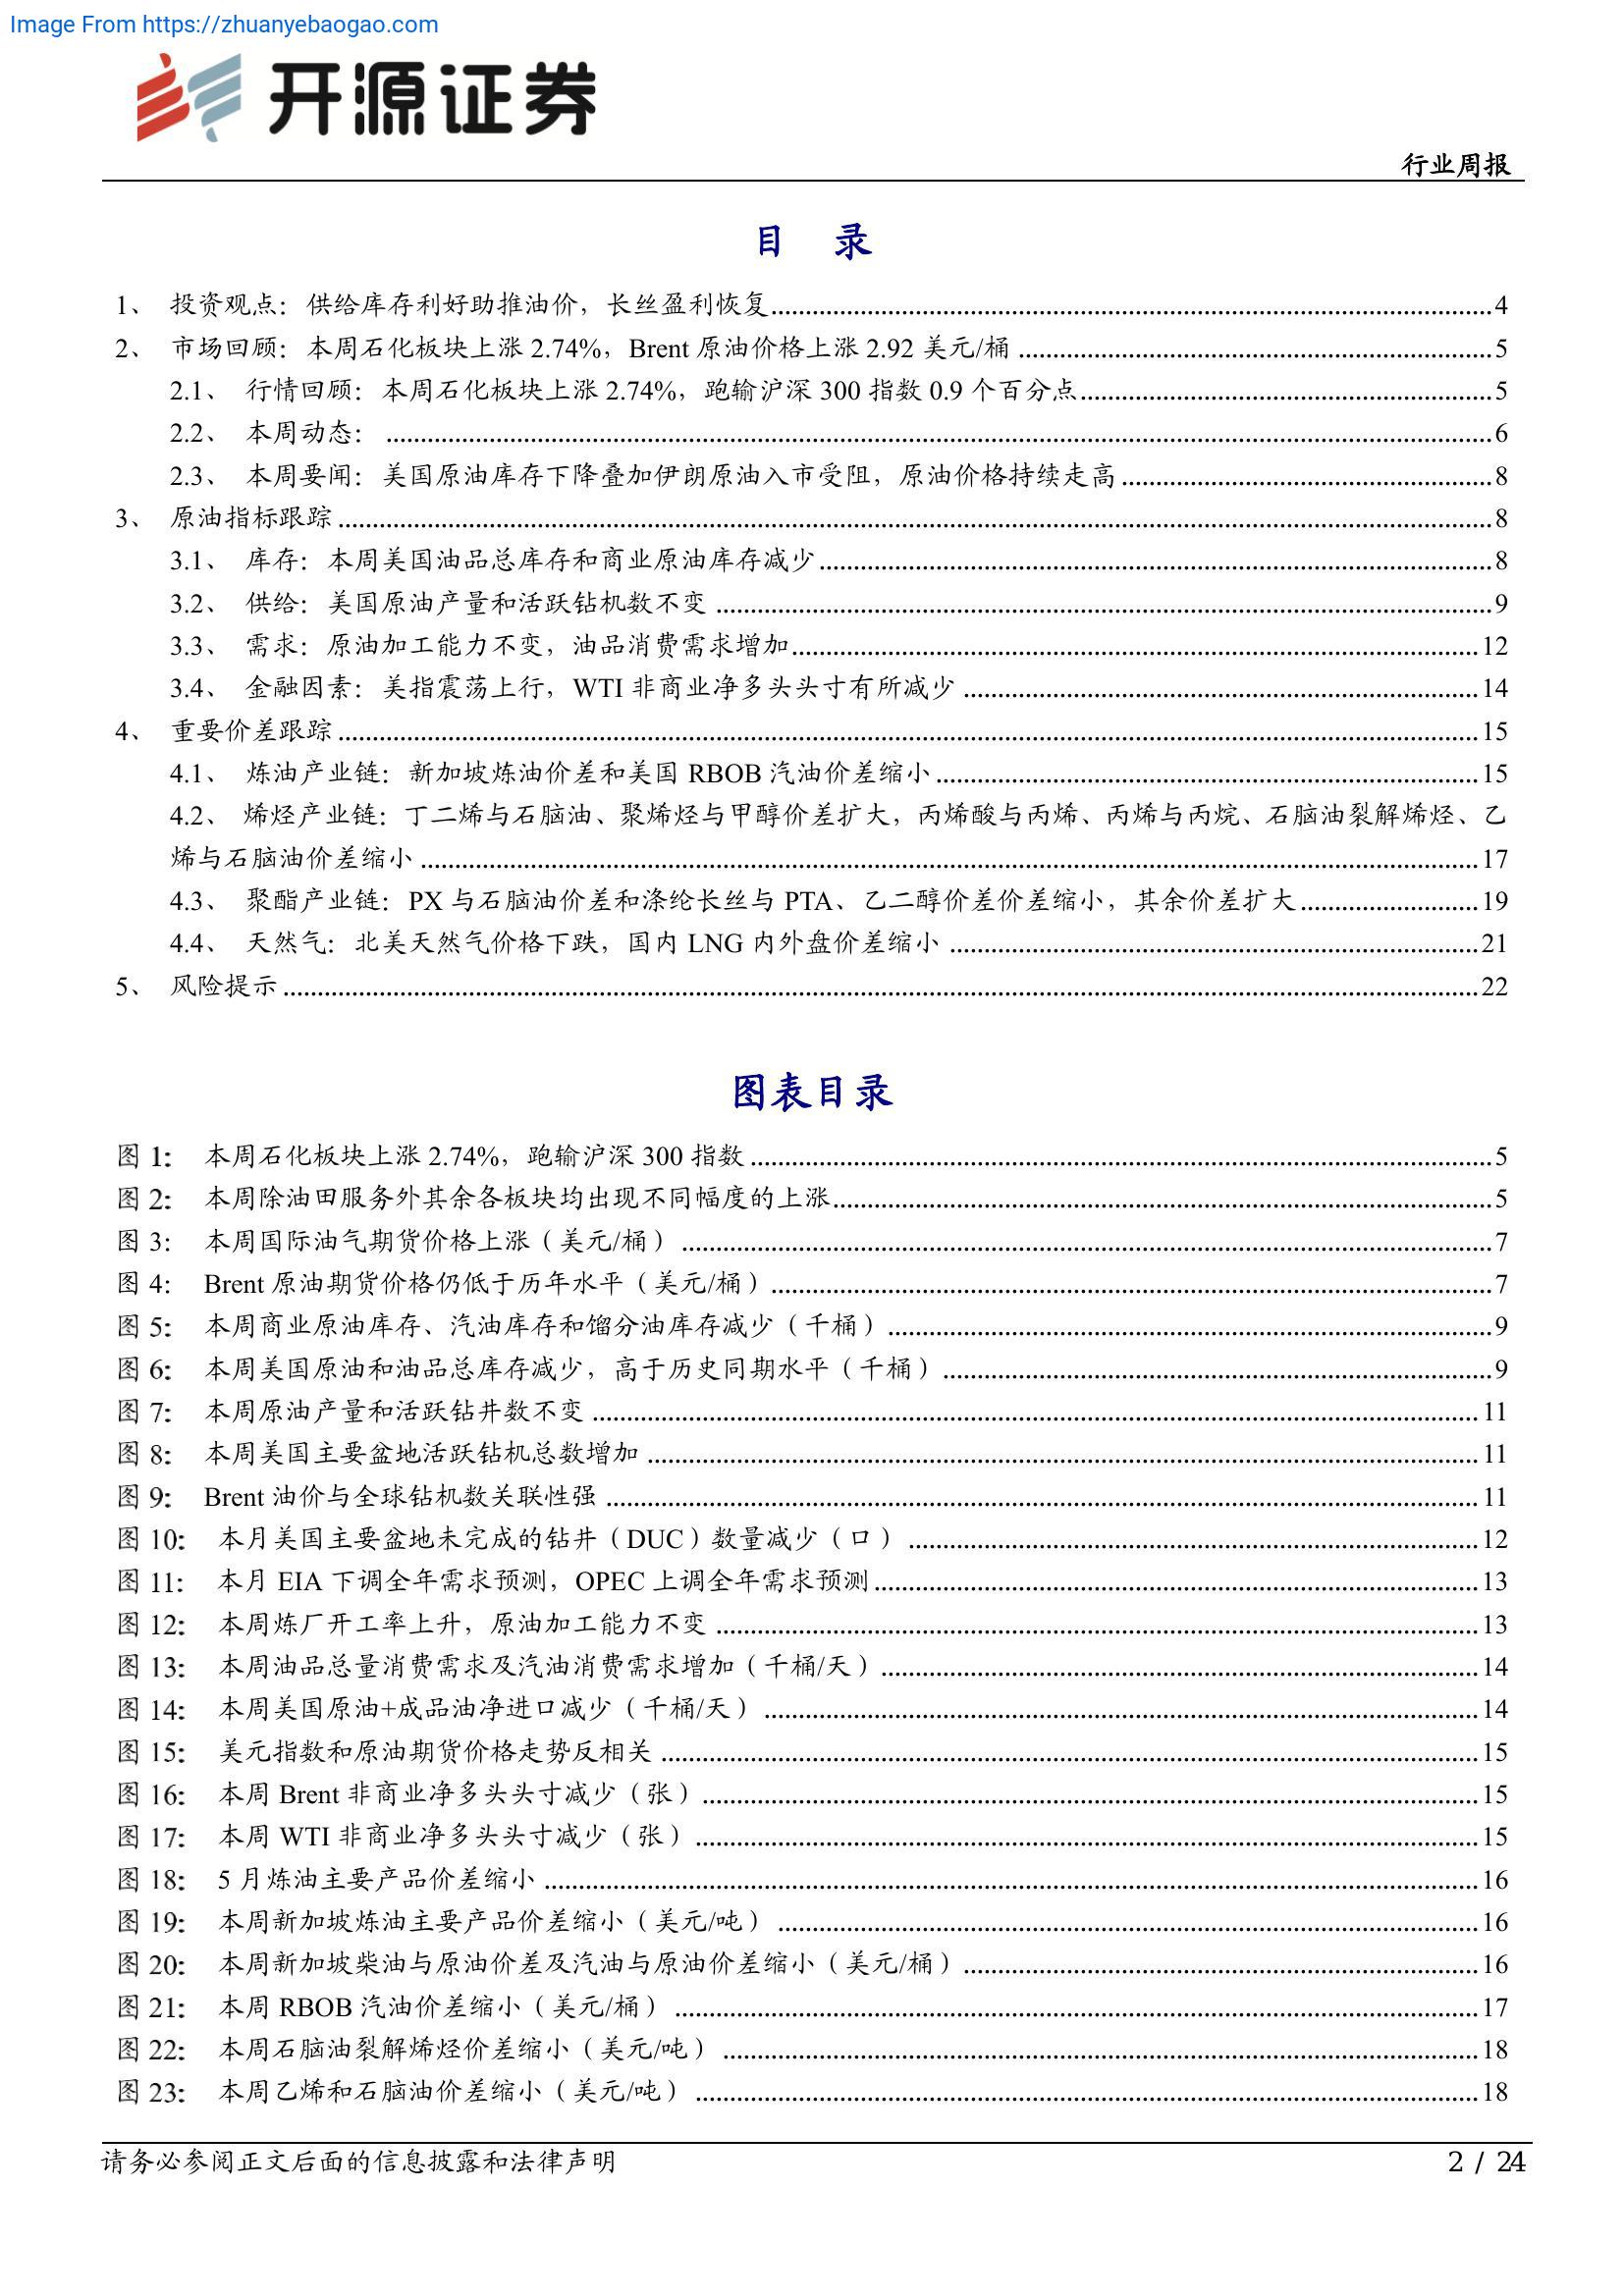 Image From https://zhuanyebaogao.com
开源证券
行业周报
目 录
1、 投资观点：供给库存利好助推油价，长丝盈利恢复 4
2、 市场回顾：本周石化板块上涨 2.74%，Brent 原油价格上涨 2.92 美元/桶 5
2.1、 行情回顾：本周石化板块上涨 2.74%，跑输沪深 300 指数 0.9 个百分点 5
2.2、 本周动态： 6
2.3、 本周要闻：美国原油库存下降叠加伊朗原油入市受阻，原油价格持续走高 8
3、 原油指标跟踪 8
3.1、 库存：本周美国油品总库存和商业原油库存减少 8
3.2、 供给：美国原油产量和活跃钻机数不变 9
3.3、 需求：原油加工能力不变，油品消费需求增加 12
3.4、 金融因素：美指震荡上行，WTI 非商业净多头头寸有所减少 14
4、 重要价差跟踪 15
4.1、 炼油产业链：新加坡炼油价差和美国 RBOB 汽油价差缩小 15
4.2、 烯烃产业链：丁二烯与石脑油、聚烯烃与甲醇价差扩大，丙烯酸与丙烯、丙烯与丙烷、石脑油裂解烯烃、乙
烯与石脑油价差缩小 17
4.3、 聚酯产业链：PX 与石脑油价差和涤纶长丝与 PTA、乙二醇价差价差缩小，其余价差扩大 19
4.4、 天然气：北美天然气价格下跌，国内 LNG 内外盘价差缩小 21
5、 风险提示 22
图表目录
图 1： 本周石化板块上涨 2.74%，跑输沪深 300 指数 5
图 2： 本周除油田服务外其余各板块均出现不同幅度的上涨 5
图 3： 本周国际油气期货价格上涨（美元/桶） 7
图 4： Brent 原油期货价格仍低于历年水平（美元/桶） 7
图 5： 本周商业原油库存、汽油库存和馏分油库存减少（千桶） 9
图 6： 本周美国原油和油品总库存减少，高于历史同期水平（千桶） 9
图 7： 本周原油产量和活跃钻井数不变 11
图 8： 本周美国主要盆地活跃钻机总数增加 11
图 9： Brent 油价与全球钻机数关联性强 11
图 10： 本月美国主要盆地未完成的钻井（DUC）数量减少（口） 12
图 11： 本月 EIA 下调全年需求预测，OPEC 上调全年需求预测 13
图 12： 本周炼厂开工率上升，原油加工能力不变 13
图 13： 本周油品总量消费需求及汽油消费需求增加（千桶/天） 14
图 14： 本周美国原油+成品油净进口减少（千桶/天） 14
图 15： 美元指数和原油期货价格走势反相关 15
图 16： 本周 Brent 非商业净多头头寸减少（张） 15
图 17： 本周 WTI 非商业净多头头寸减少（张） 15
图 18： 5 月炼油主要产品价差缩小 16
图 19： 本周新加坡炼油主要产品价差缩小（美元/吨） 16
图 20： 本周新加坡柴油与原油价差及汽油与原油价差缩小（美元/桶） 16
图 21： 本周 RBOB 汽油价差缩小（美元/桶） 17
图 22： 本周石脑油裂解烯烃价差缩小（美元/吨） 18
图 23： 本周乙烯和石脑油价差缩小（美元/吨） 18
请务必参阅正文后面的信息披露和法律声明
2 / 24